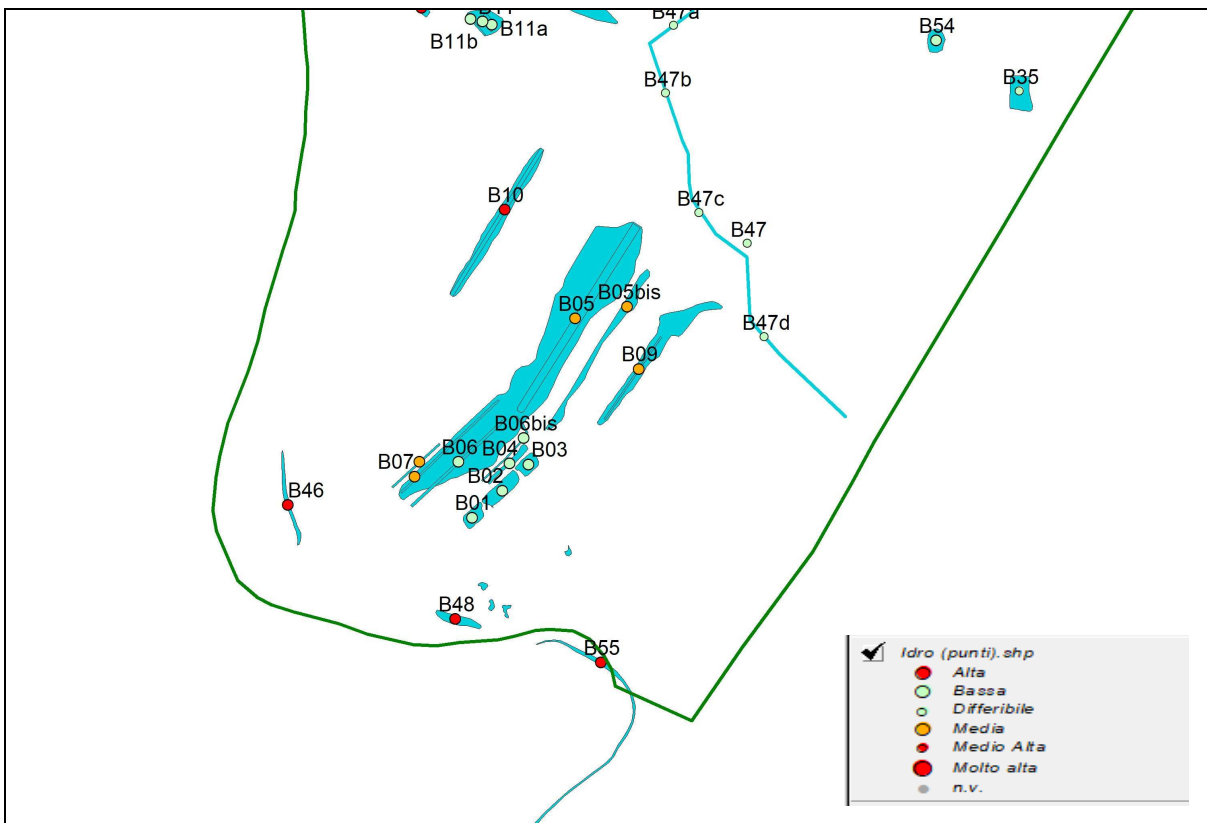 B47a
B11b
B11a
B54
B35
B47b
B10
B47c
B47
B05bis
B05
B47d
B09
B06bis
B07
B06
B04
B03
B02
B46
B01
B48
B55
Idro (punti).shp
Alta
Bassa
Differibile
Media
Medio Alta
Molto alta
n.v.